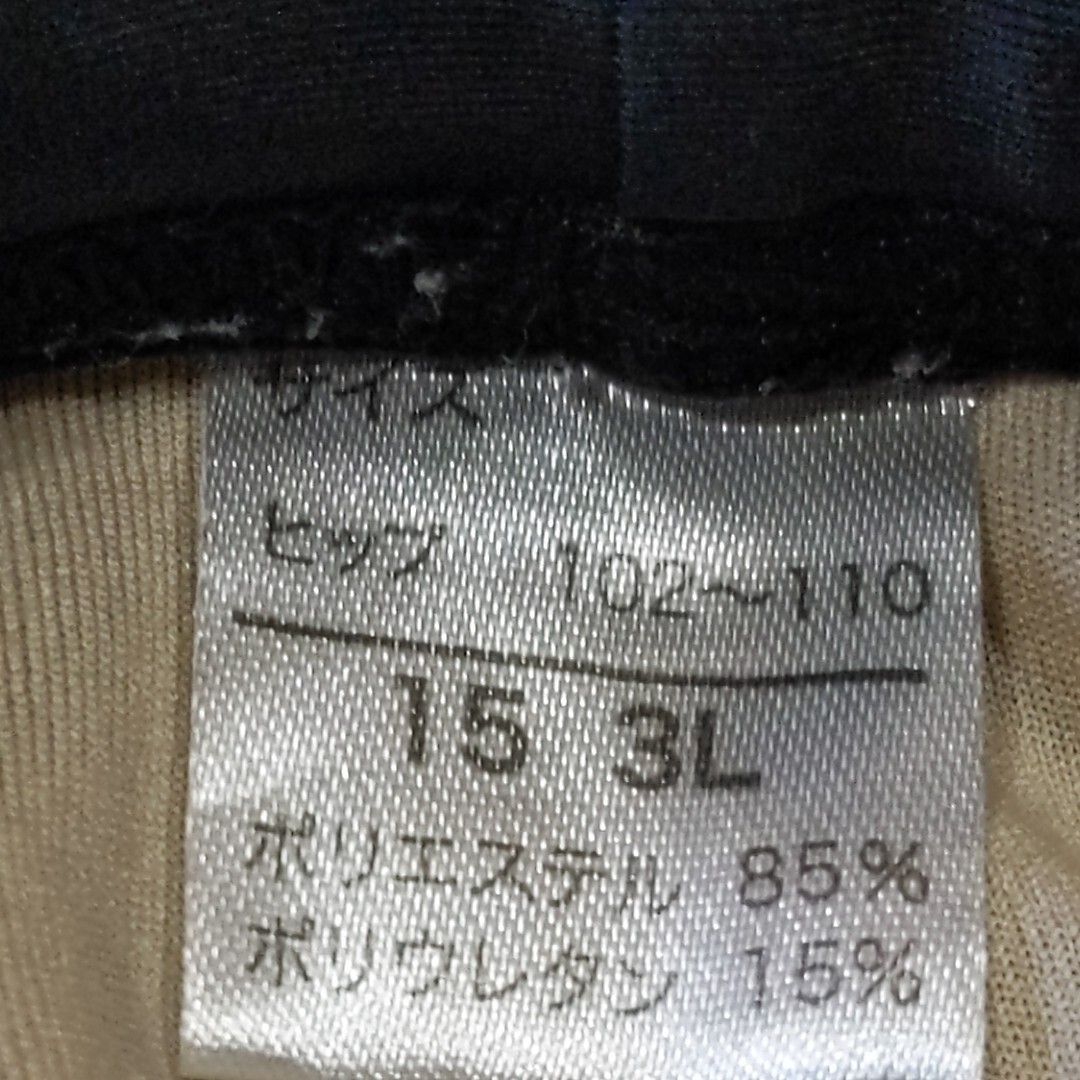 サイズ
ヒップ 102〜110
15 3L
ポリエステル 85%
ポリウレタン 15%